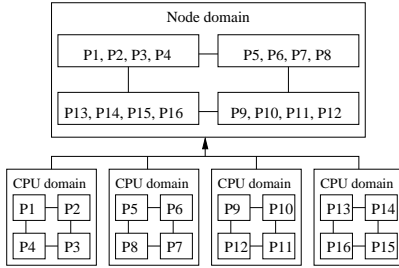 Node domain
P1, P2, P3, P4
P5, P6, P7, P8
P13, P14, P15, P16
P9, P10, P11, P12
CPU domain
P1
P2
P4
P3
CPU domain
P5
P6
P8
P7
CPU domain
P9
P10
P12
P11
CPU domain
P13
P14
P16
P15